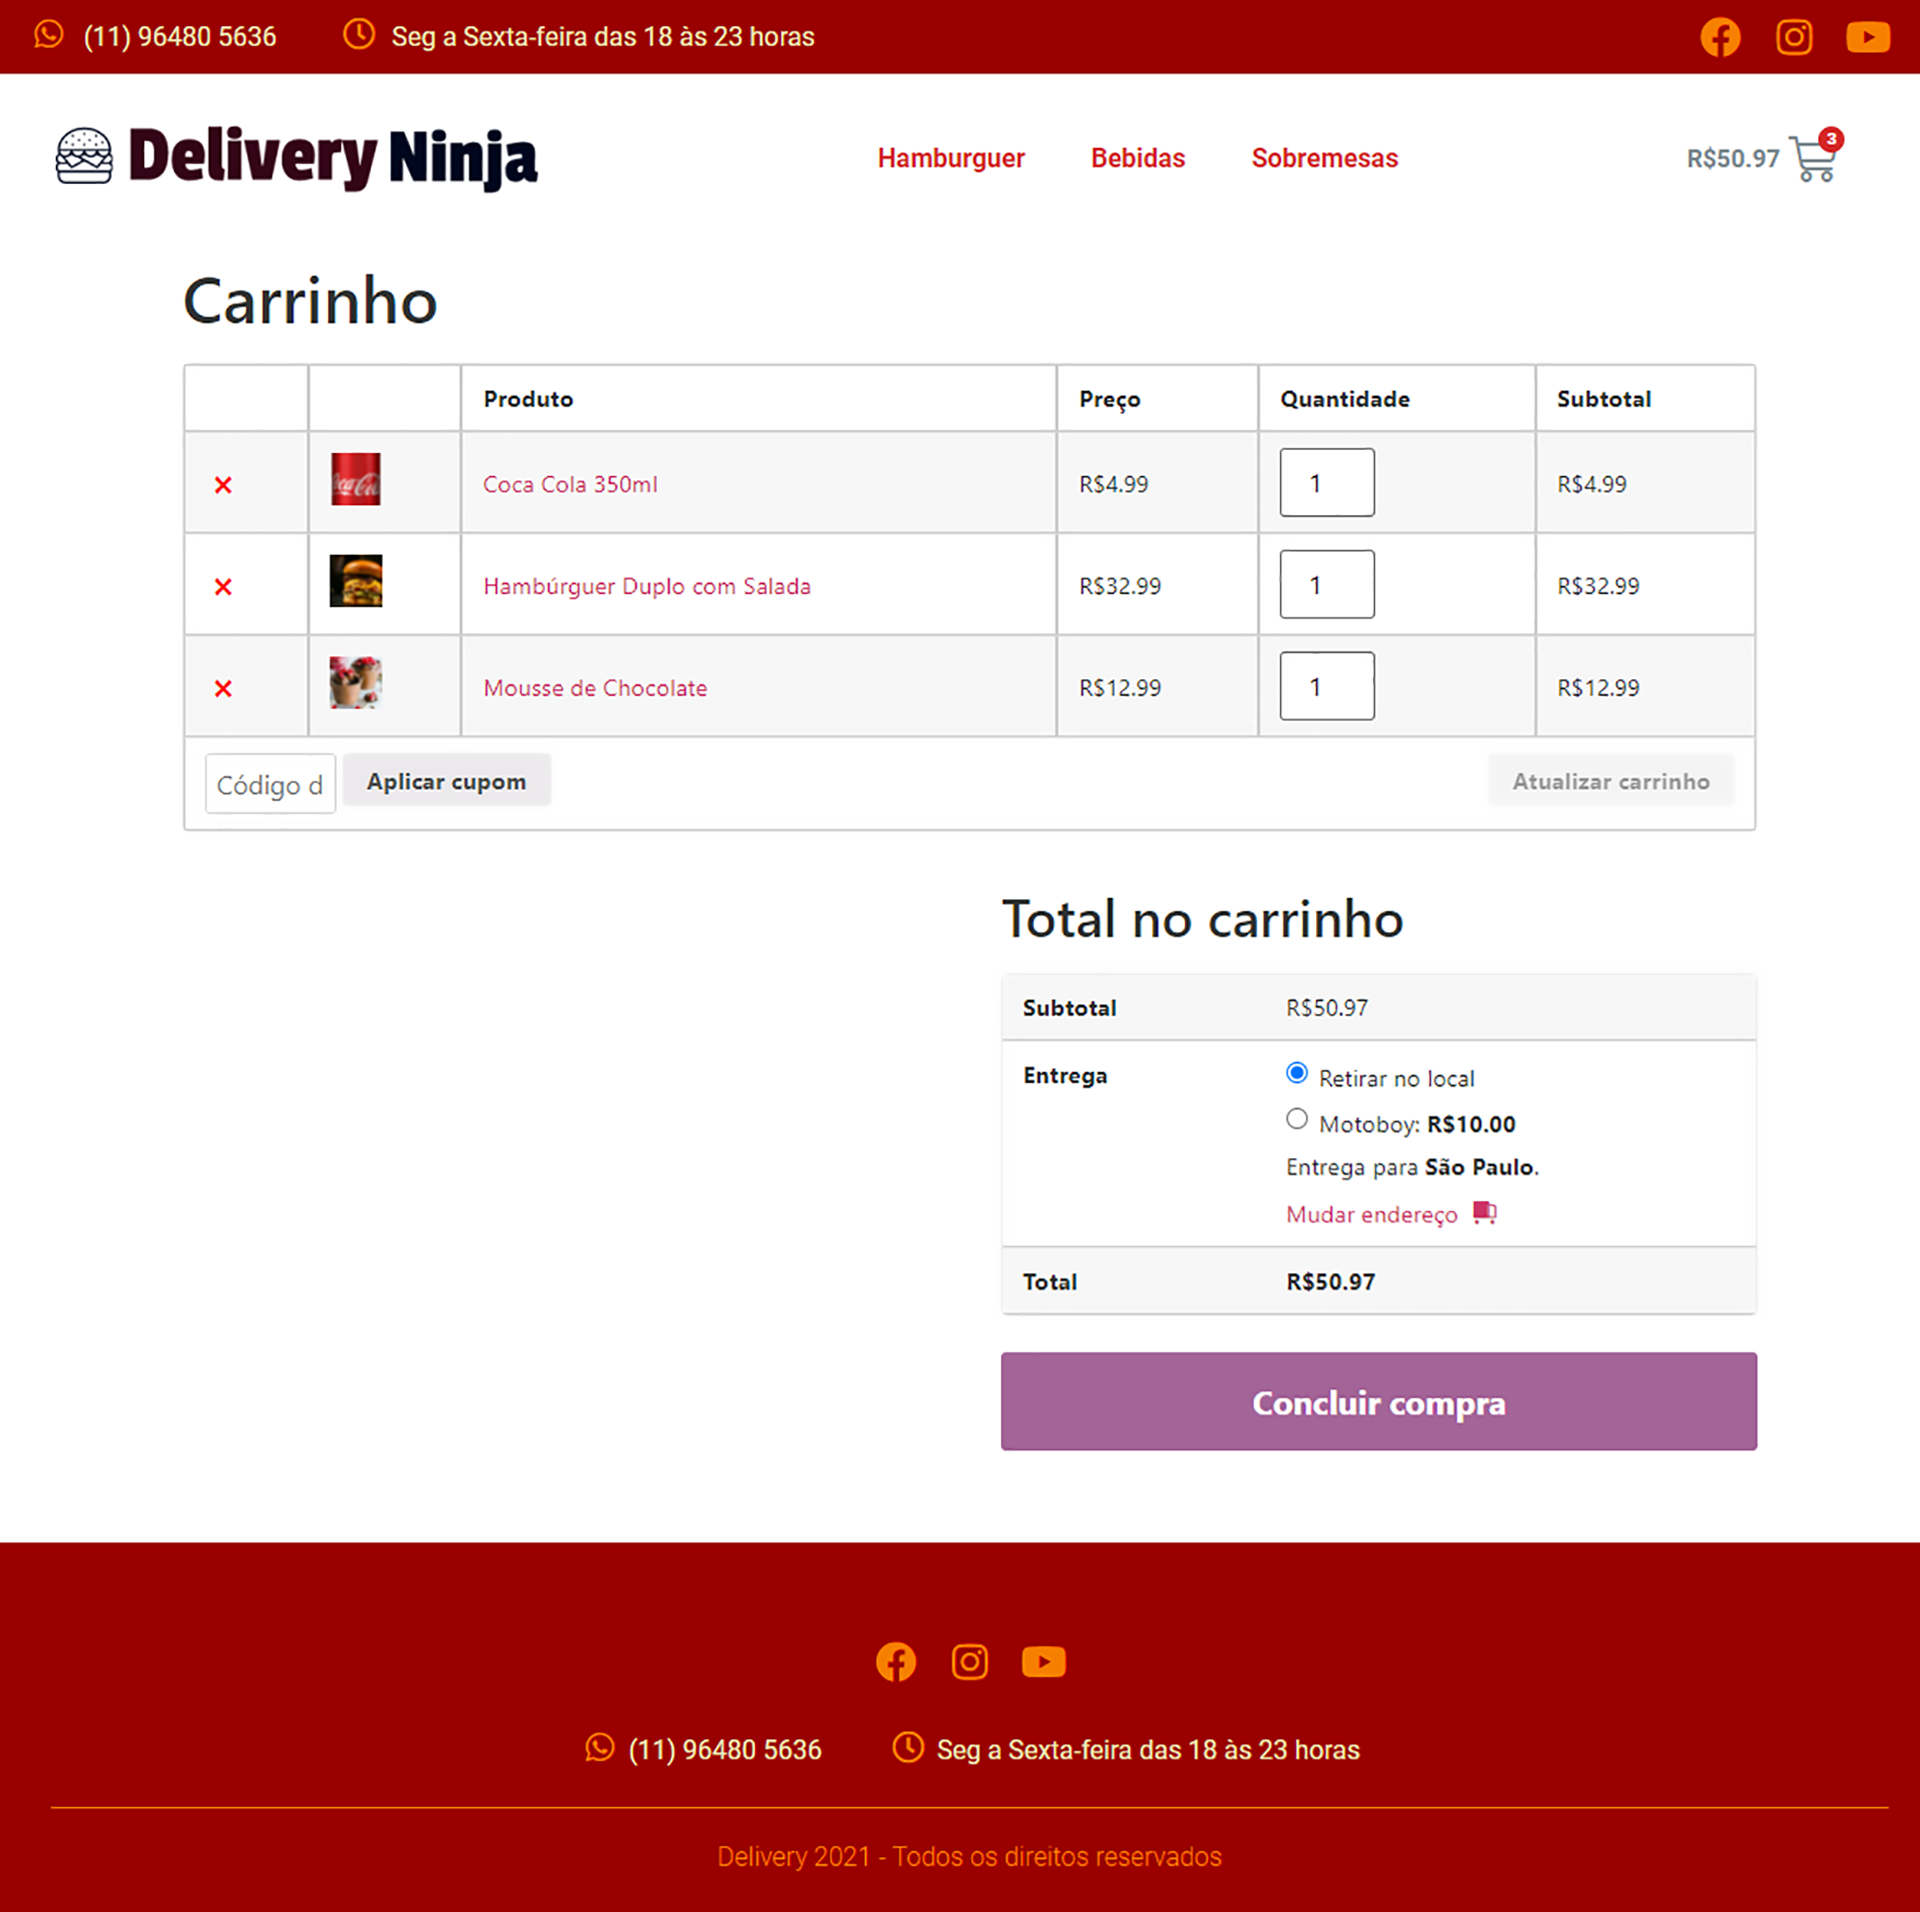 (11) 96480 5636 Seg a Sexta-feira das 18 às 23 horas
Delivery Ninja Hamburguer Bebidas Sobremesas R$50.97 3
Carrinho
Produto Preço Quantidade Subtotal
× Coca Cola 350ml R$4.99 1 R$4.99
× Hambúrguer Duplo com Salada R$32.99 1 R$32.99
× Mousse de Chocolate R$12.99 1 R$12.99
Código d Aplicar cupom Atualizar carrinho
Total no carrinho
Subtotal R$50.97
Entrega Retirar no local
Motoboy: R$10.00
Entrega para São Paulo.
Mudar endereço
Total R$50.97
Concluir compra
(11) 96480 5636 Seg a Sexta-feira das 18 às 23 horas
Delivery 2021 - Todos os direitos reservados